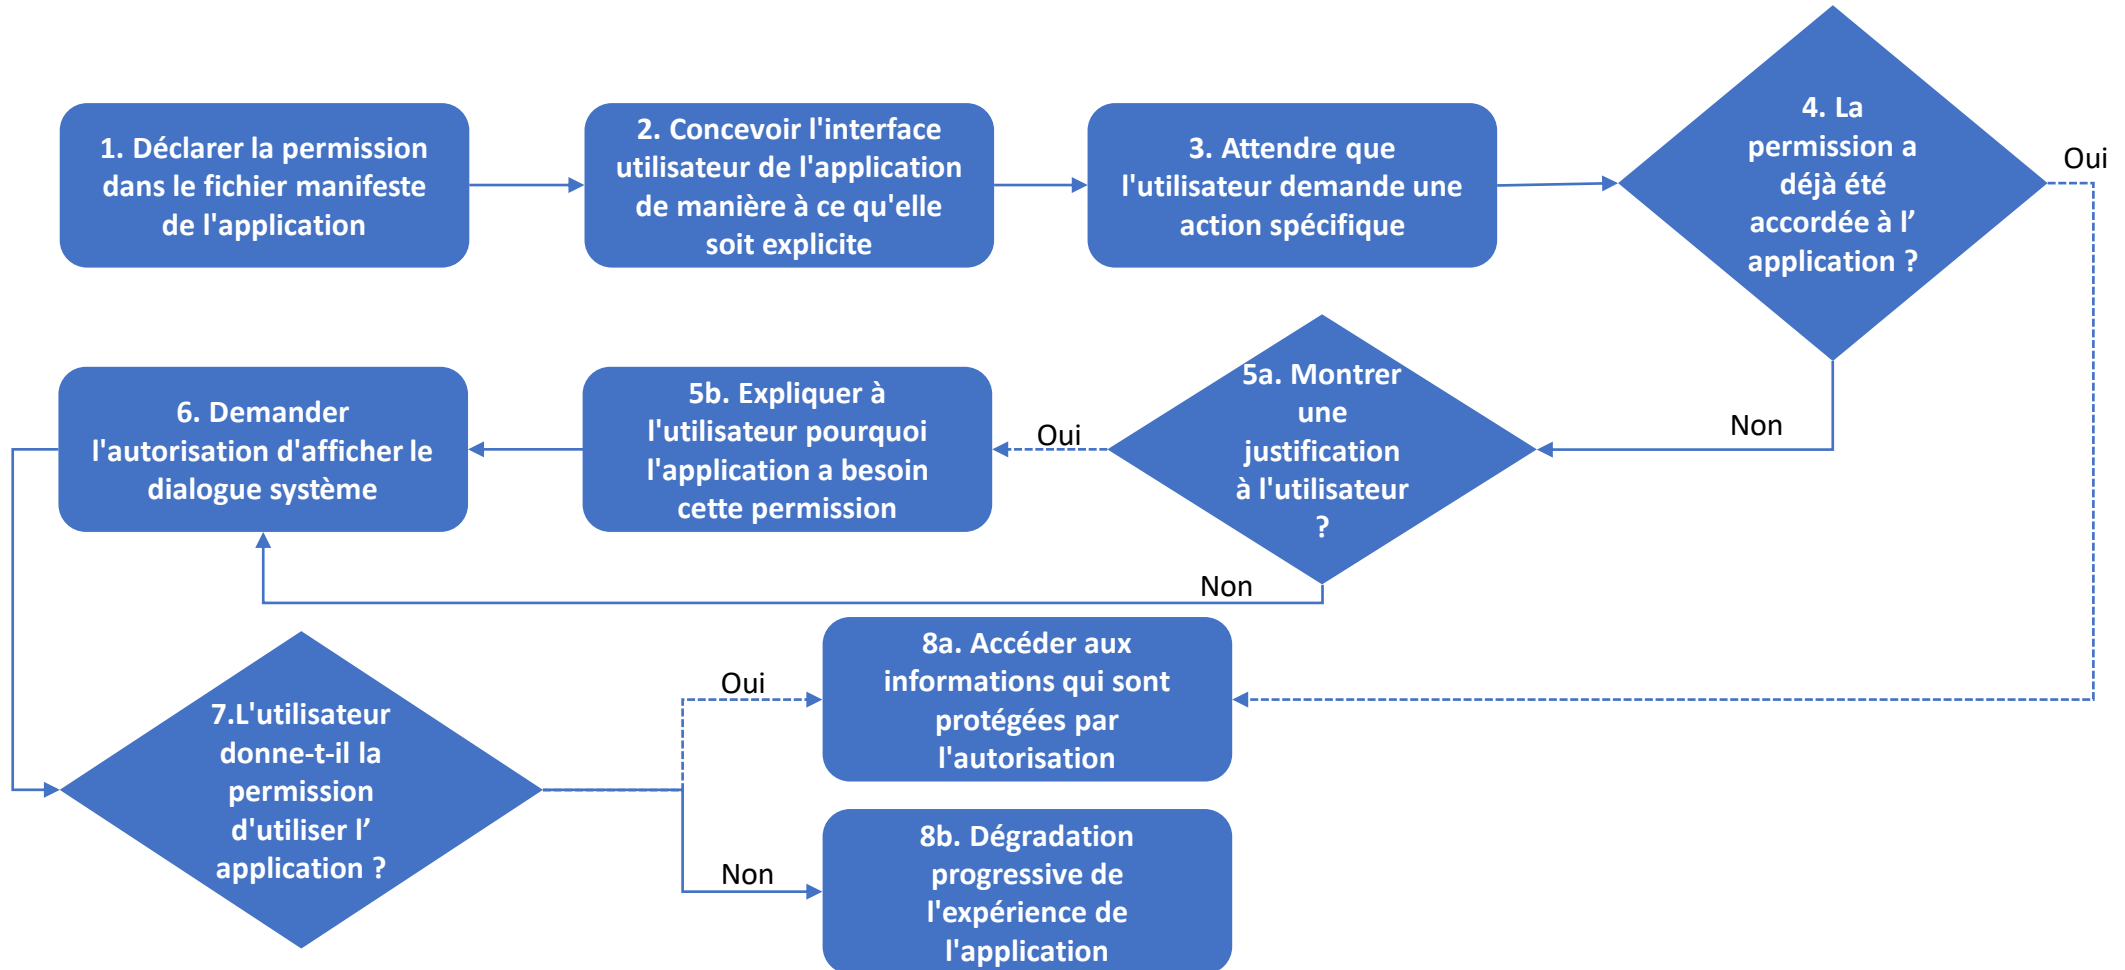 1. Déclarer la permission
dans le fichier manifeste
de l'application
2. Concevoir l'interface
utilisateur de l'application
de manière à ce qu'elle
soit explicite
3. Attendre que
l'utilisateur demande une
action spécifique
4. La
permission a
déjà été
accordée à l’
application ?
Oui
Non
5a. Montrer
une
justification
à l'utilisateur
?
Oui
Non
5b. Expliquer à
l'utilisateur pourquoi
l'application a besoin
cette permission
6. Demander
l'autorisation d'afficher le
dialogue système
7.L'utilisateur
donne-t-il la
permission
d'utiliser l’
application ?
Oui
Non
8a. Accéder aux
informations qui sont
protégées par
l'autorisation
8b. Dégradation
progressive de
l'expérience de
l'application